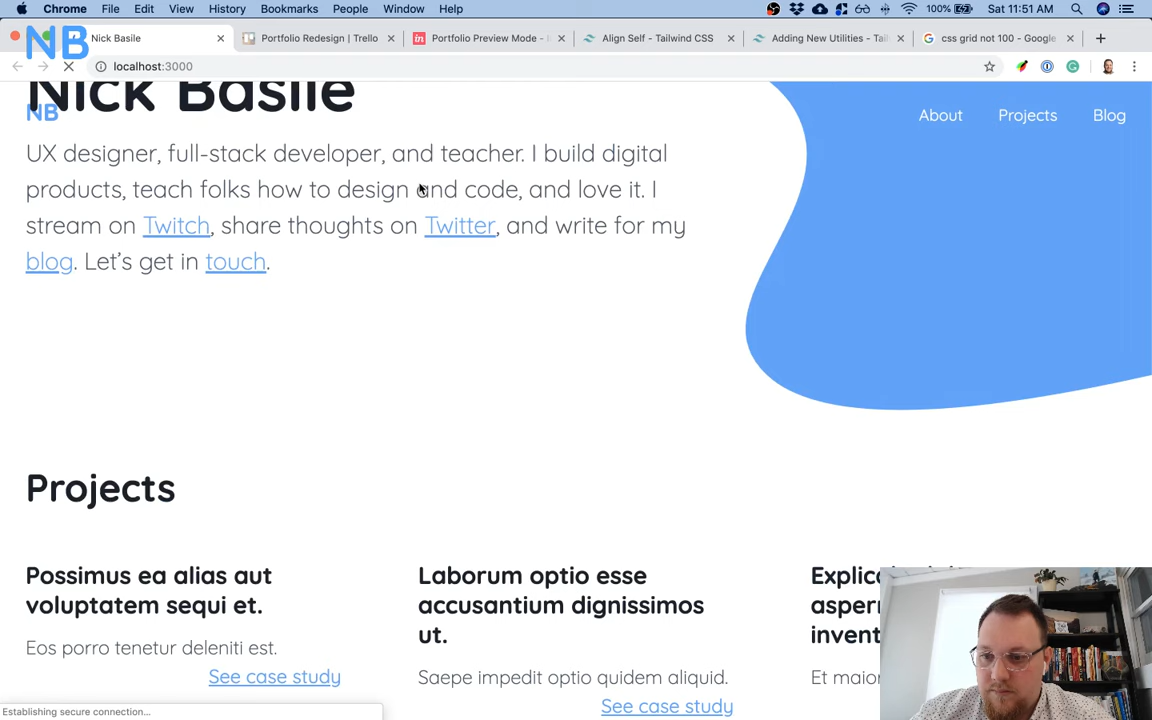 Chrome File Edit View History Bookmarks People Window Help 100% Sat 11:51 AM
NB
Nick Basile
Portfolio Redesign | Trello
Portfolio Preview Mode -
Align Self - Tailwind CSS
Adding New Utilities - Tai
css grid not 100 - Google
localhost:3000
Nick Basile
NB
About Projects Blog
UX designer, full-stack developer, and teacher. I build digital
products, teach folks how to design and code, and love it. I
stream on Twitch, share thoughts on Twitter, and write for my
blog. Let's get in touch.
Projects
Possimus ea alias aut
voluptatem sequi et.
Eos porro tenetur deleniti est.
See case study
Laborum optio esse
accusantium dignissimos
ut.
Saepe impedit optio quidem aliquid.
See case study
Et
Establishing secure connection...